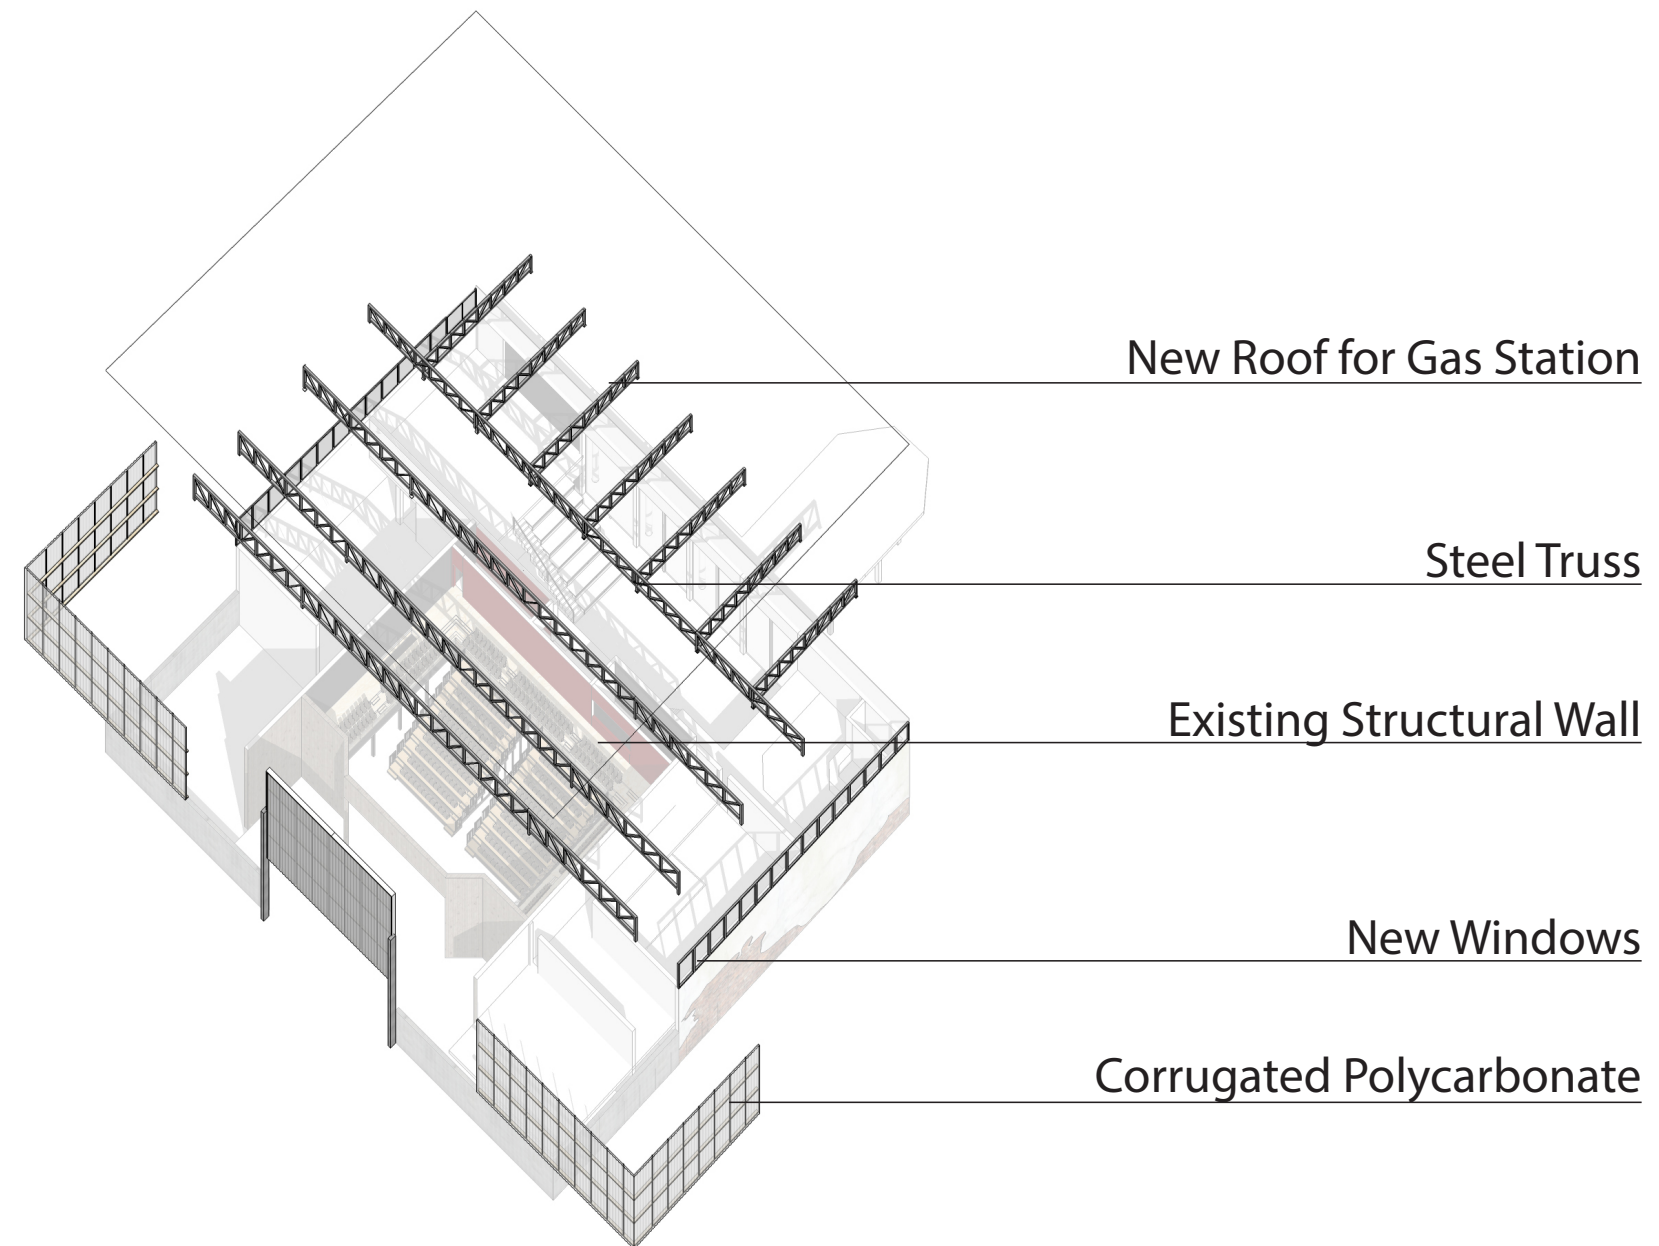 New Roof for Gas Station
Steel Truss
Existing Structural Wall
New Windows
Corrugated Polycarbonate